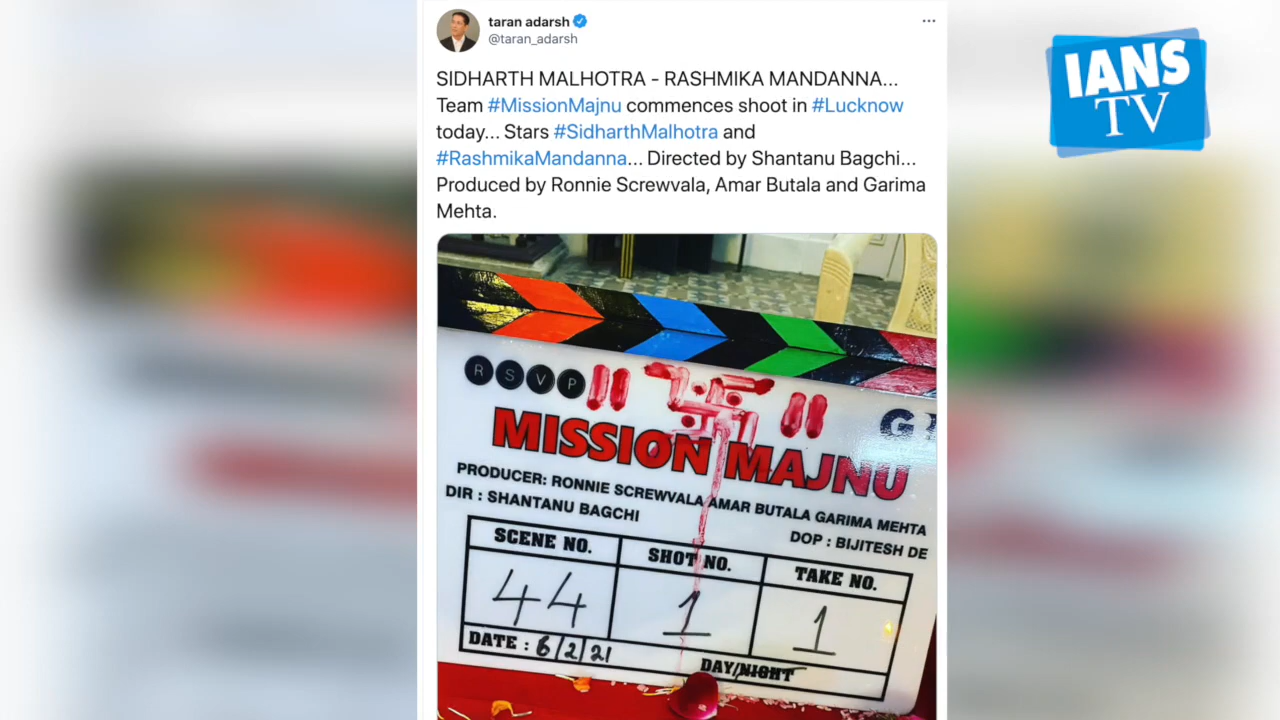 taran adarsh
@taran_adarsh
SIDHARTH MALHOTRA - RASHMIKA MANDANNA...
Team #MissionMajnu commences shoot in #Lucknow
today... Stars #SidharthMalhotra and
#RashmikaMandanna... Directed by Shantanu Bagchi...
Produced by Ronnie Screwvala, Amar Butala and Garima
Mehta.
IANS
TV
RSVP
MISSION MAJNU
PRODUCER: RONNIE SCREWVALA AMAR BUTALA GARIMA MEHTA
DIR : SHANTANU BAGCHI
DOP : BIJITESH DE
SCENE NO. SHOT NO. TAKE NO.
44 1 1
DATE : 6/2/21 DAY/NIGHT